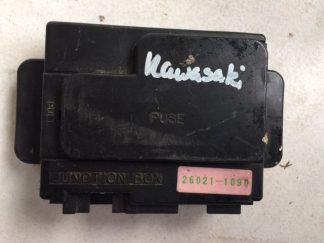 Kawasaki
FUSE
JUNCTION BOX
26021-1090